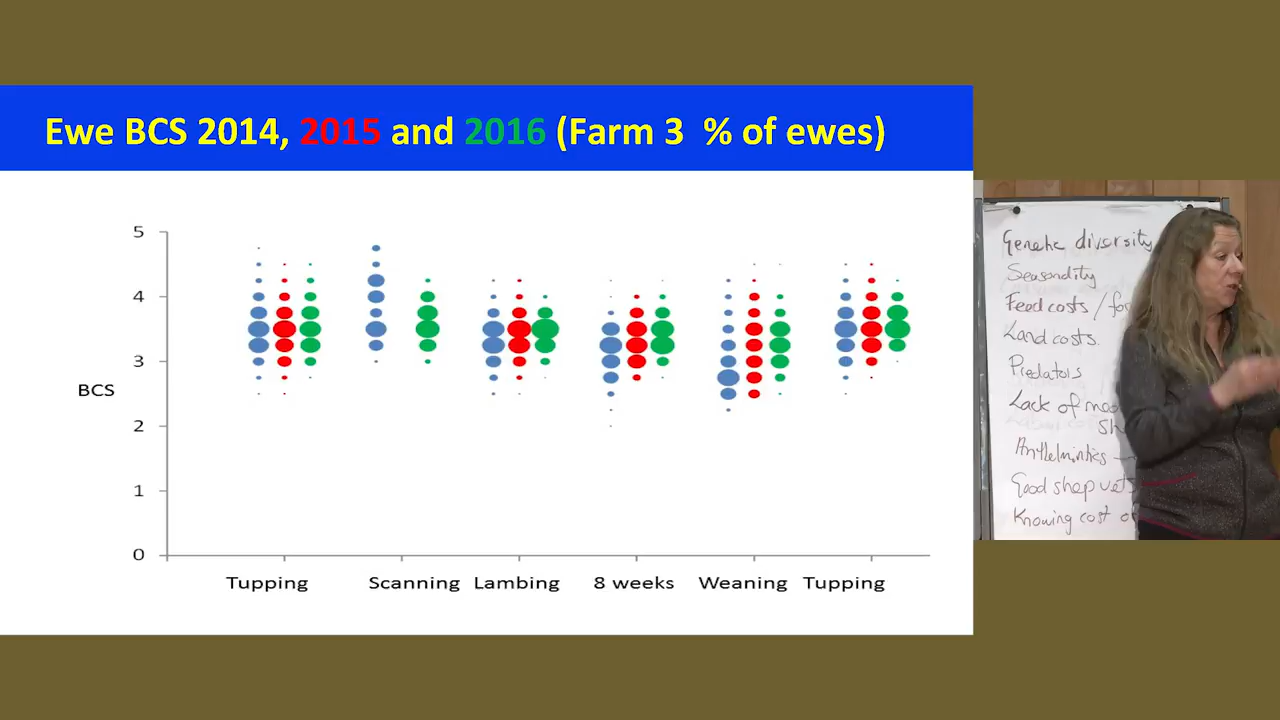 Ewe BCS 2014, 2015 and 2016 (Farm 3 % of ewes)
5
4
3
BCS
2
1
0
Tupping Scanning Lambing 8 weeks Weaning Tupping
Genetic diversity
Seasonality
Feed costs /
Land costs.
Predators
Lack of
Anthelmintics
Good sheep vets
Knowing cost